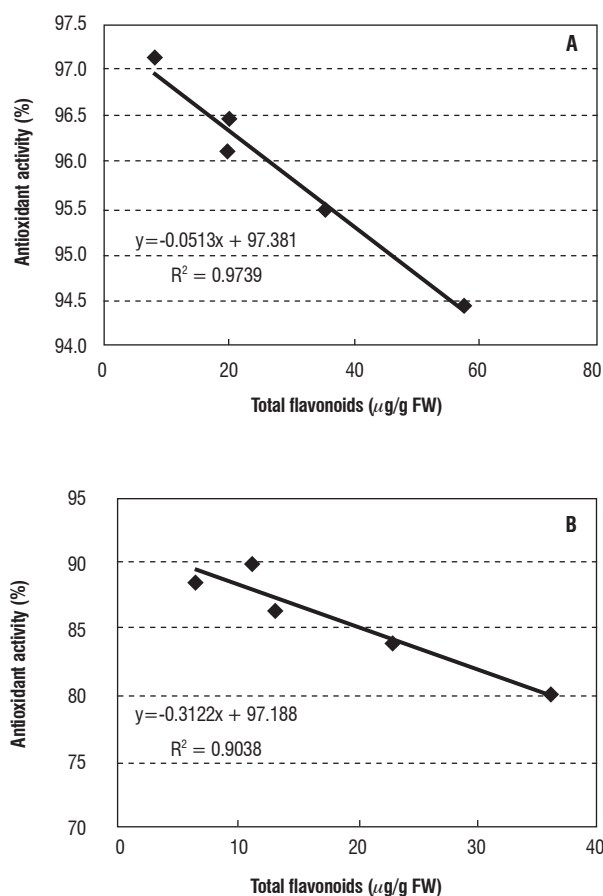 A
97.5
97.0
96.5
96.0
95.5
95.0
94.5
94.0
Antioxidant activity (%)
y=-0.0513x + 97.381
R² = 0.9739
0 20 40 60 80
Total flavonoids (µg/g FW)
B
95
90
85
80
75
70
Antioxidant activity (%)
y=-0.3122x + 97.188
R² = 0.9038
0 10 20 30 40
Total flavonoids (µg/g FW)